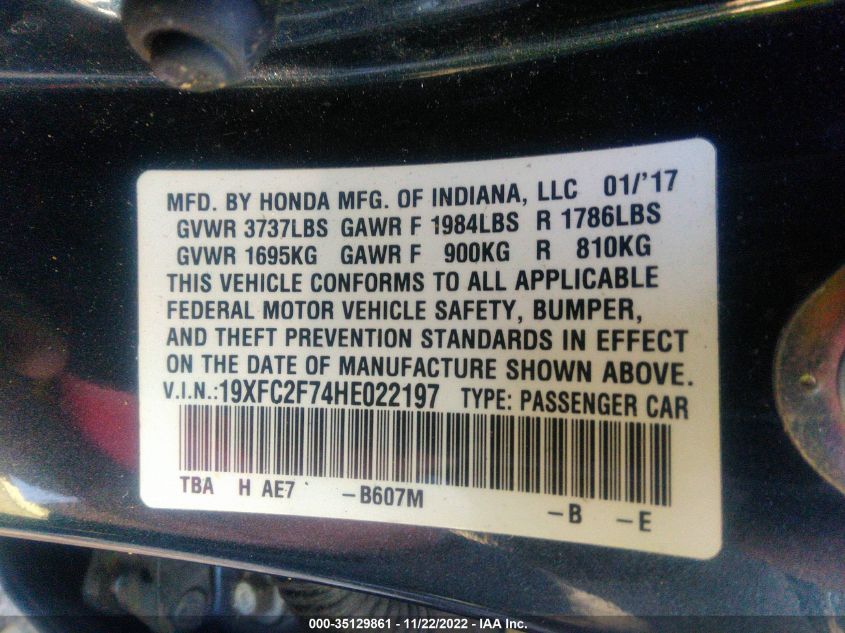 MFD. BY HONDA MFG. OF INDIANA, LLC 01/'17
GVWR 3737LBS GAWR F 1984LBS R 1786LBS
GVWR 1695KG GAWR F 900KG R 810KG
THIS VEHICLE CONFORMS TO ALL APPLICABLE
FEDERAL MOTOR VEHICLE SAFETY, BUMPER,
AND THEFT PREVENTION STANDARDS IN EFFECT
ON THE DATE OF MANUFACTURE SHOWN ABOVE.
V.I.N.:19XFC2F74HE022197 TYPE: PASSENGER CAR
TBA H AE7 -B607M -B -E
000-35129861 - 11/22/2022 - IAA Inc.